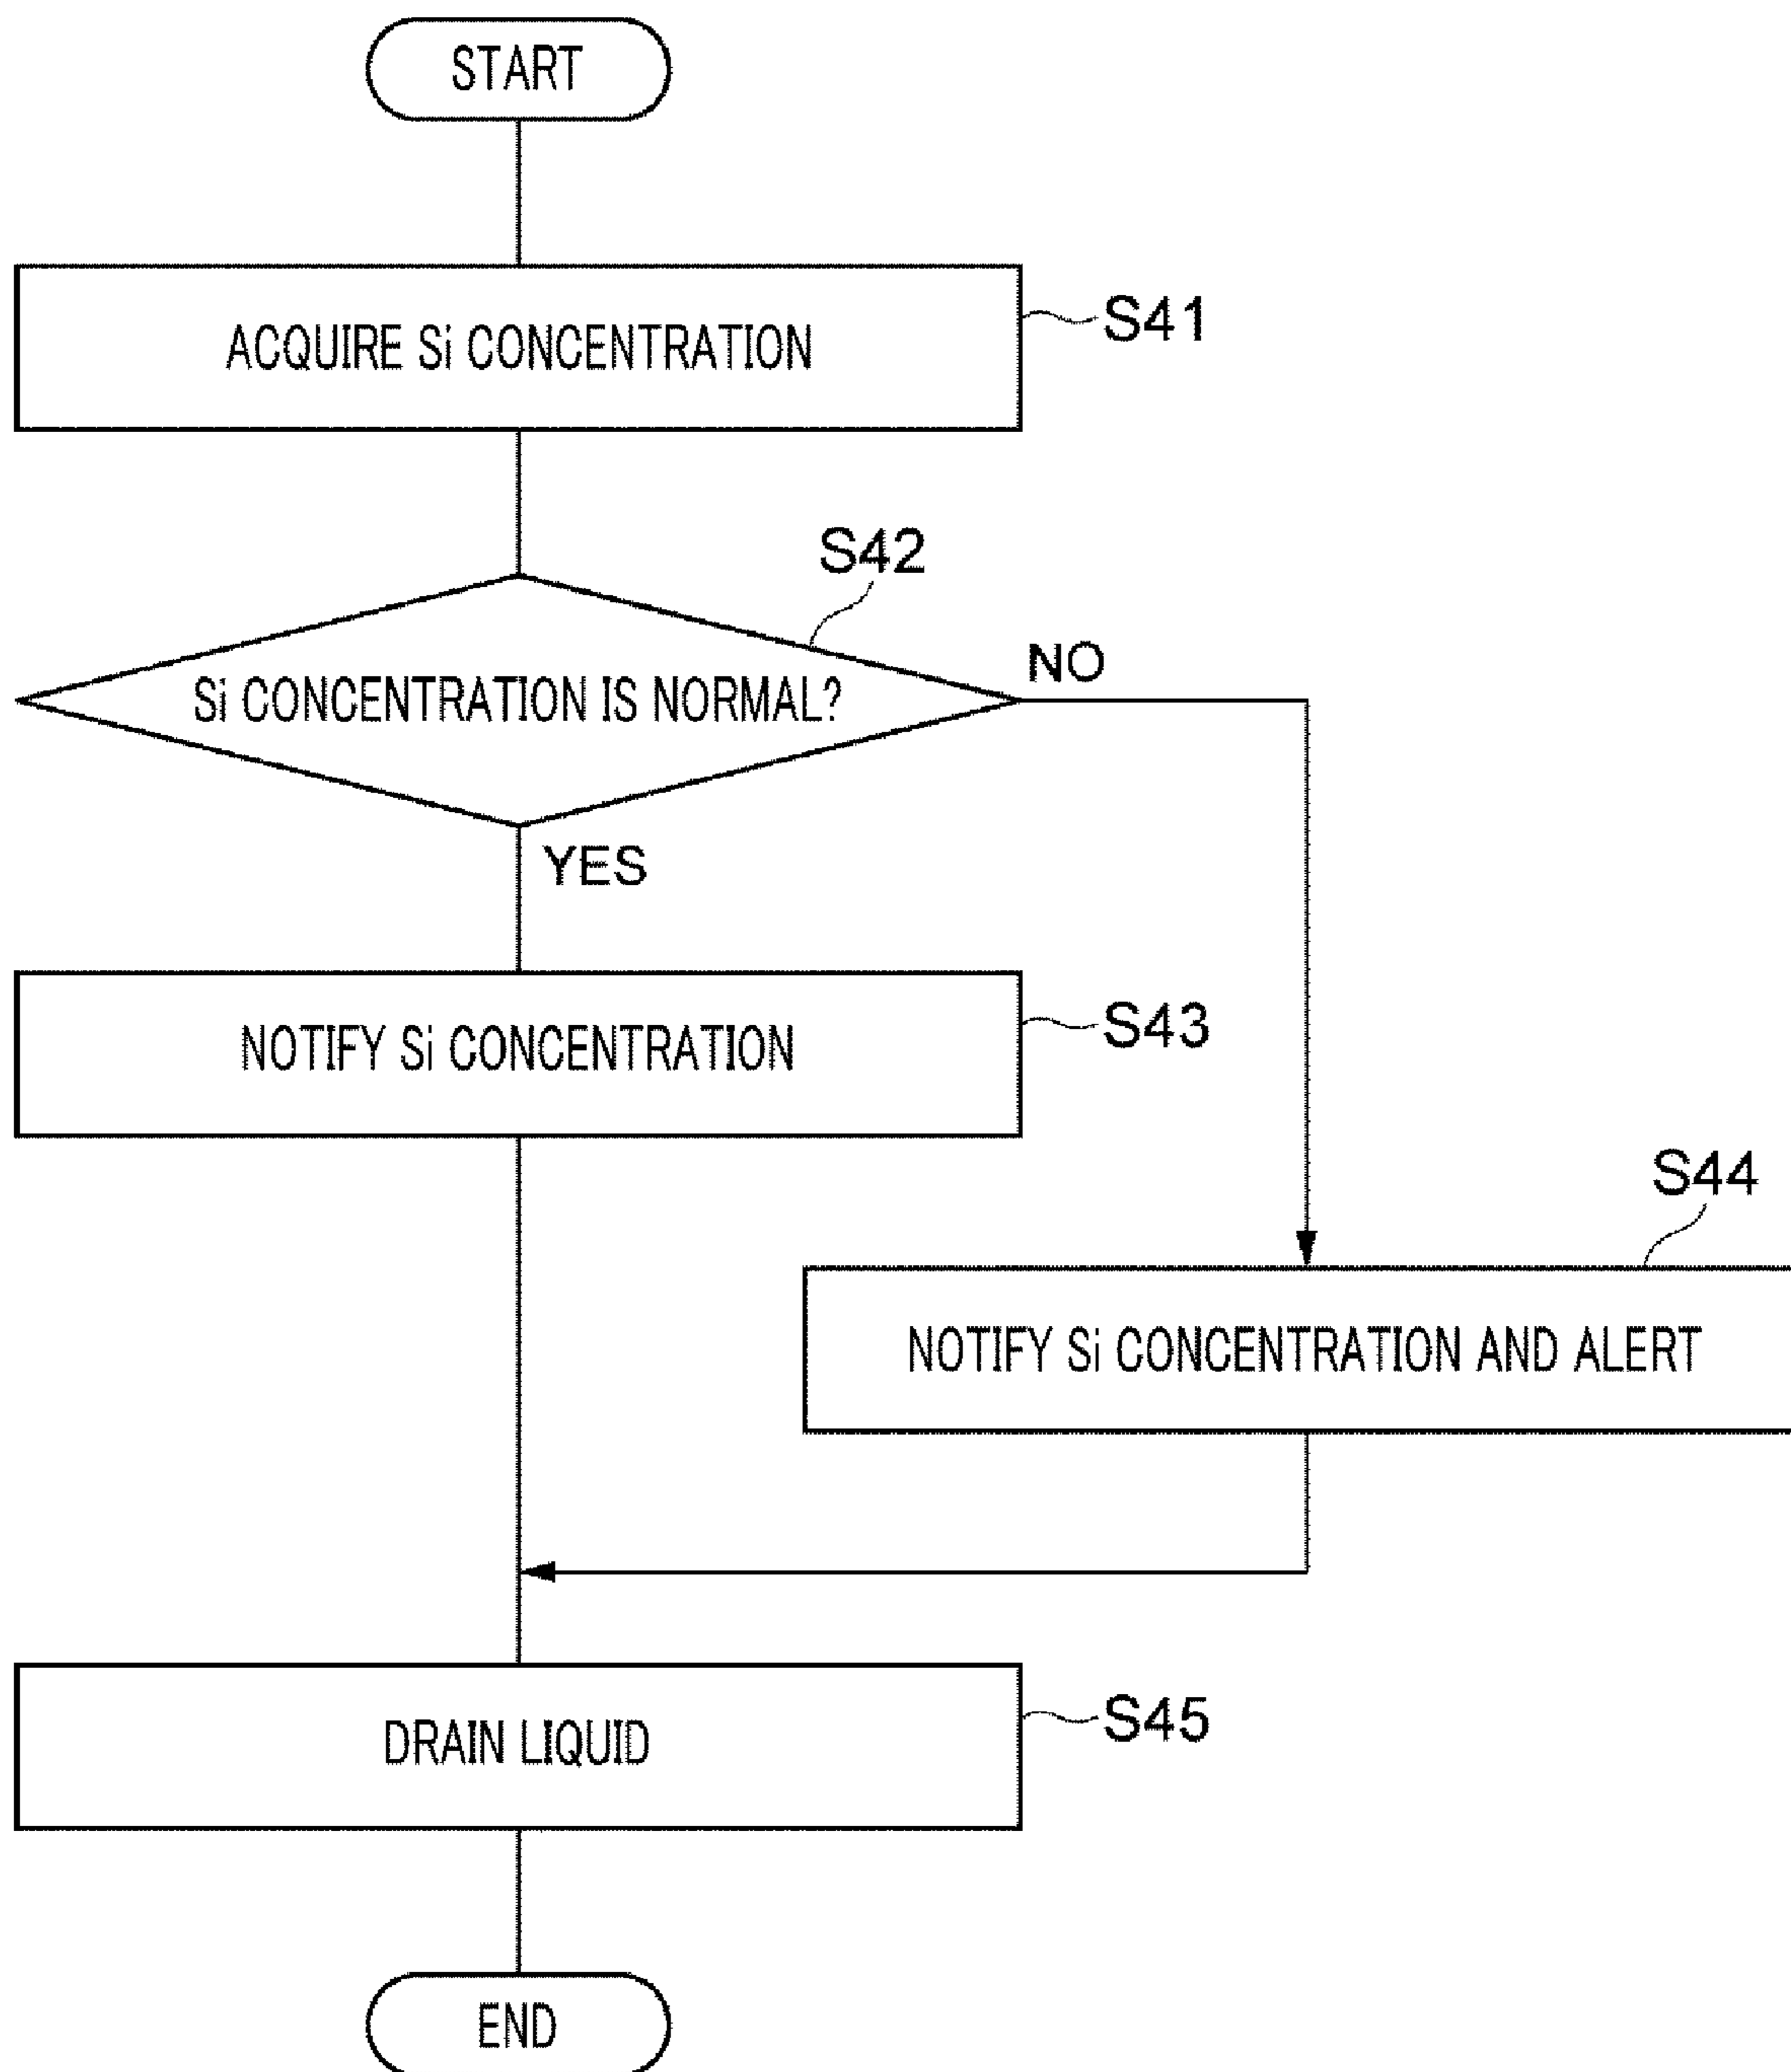 START
ACQUIRE Si CONCENTRATION
S41
S42
Si CONCENTRATION IS NORMAL?
NO
YES
NOTIFY Si CONCENTRATION
S43
S44
NOTIFY Si CONCENTRATION AND ALERT
DRAIN LIQUID
S45
END